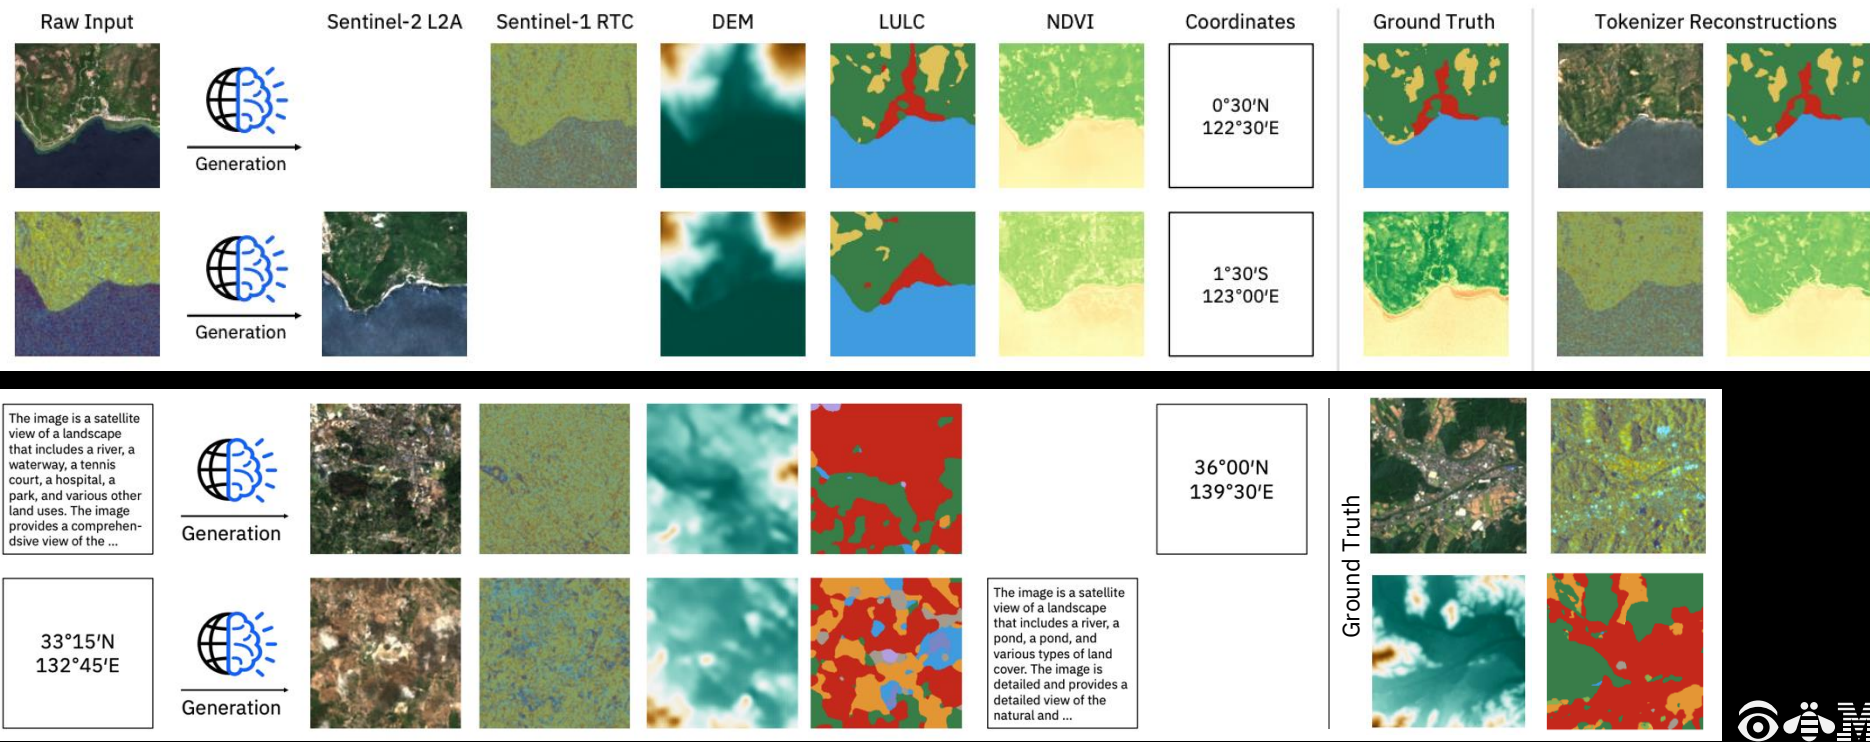 Raw Input
Sentinel-2 L2A
Sentinel-1 RTC
DEM
LULC
NDVI
Coordinates
Ground Truth
Tokenizer Reconstructions
Generation
0°30′N
122°30′E
Generation
1°30′S
123°00′E
The image is a satellite
view of a landscape
that includes a river, a
waterway, a tennis
court, a hospital, a
park, and various other
land uses. The image
provides a comprehen-
dsive view of the ...
Generation
36°00′N
139°30′E
Ground Truth
33°15′N
132°45′E
Generation
The image is a satellite
view of a landscape
that includes a river, a
pond, a pond, and
various types of land
cover. The image is
detailed and provides a
detailed view of the
natural and ...
M